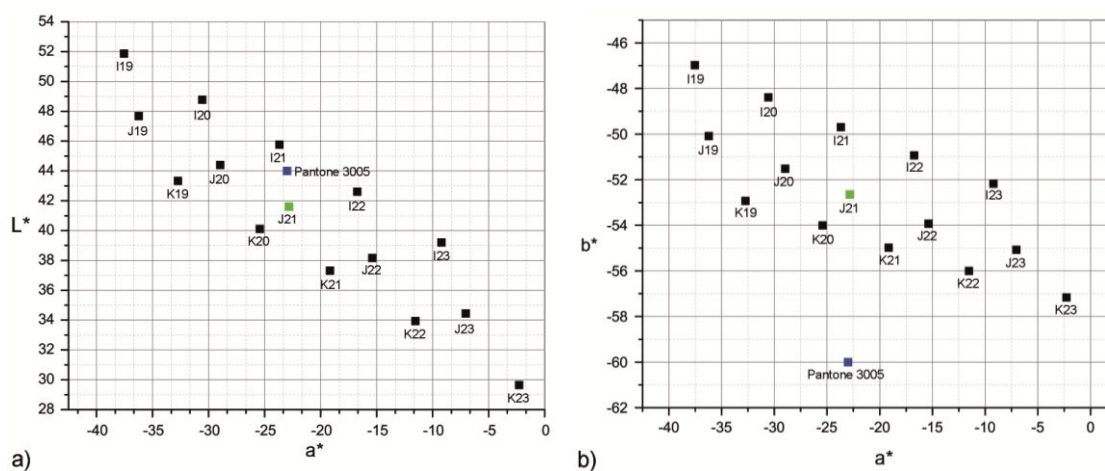 54
52
50
48
46
44
42
40
38
36
34
32
30
28
L*
I19
J19
I20
K19
J20
I21
Pantone 3005
I22
J21
K20
I23
J22
K21
K22
J23
K23
-40
-35
-30
-25
-20
-15
-10
-5
0
a*
a)
-46
-48
-50
-52
-54
-56
-58
-60
-62
b*
I19
I20
I21
J19
I22
J20
I23
J21
K19
K20
J22
K21
J23
K22
K23
Pantone 3005
-40
-35
-30
-25
-20
-15
-10
-5
0
a*
b)